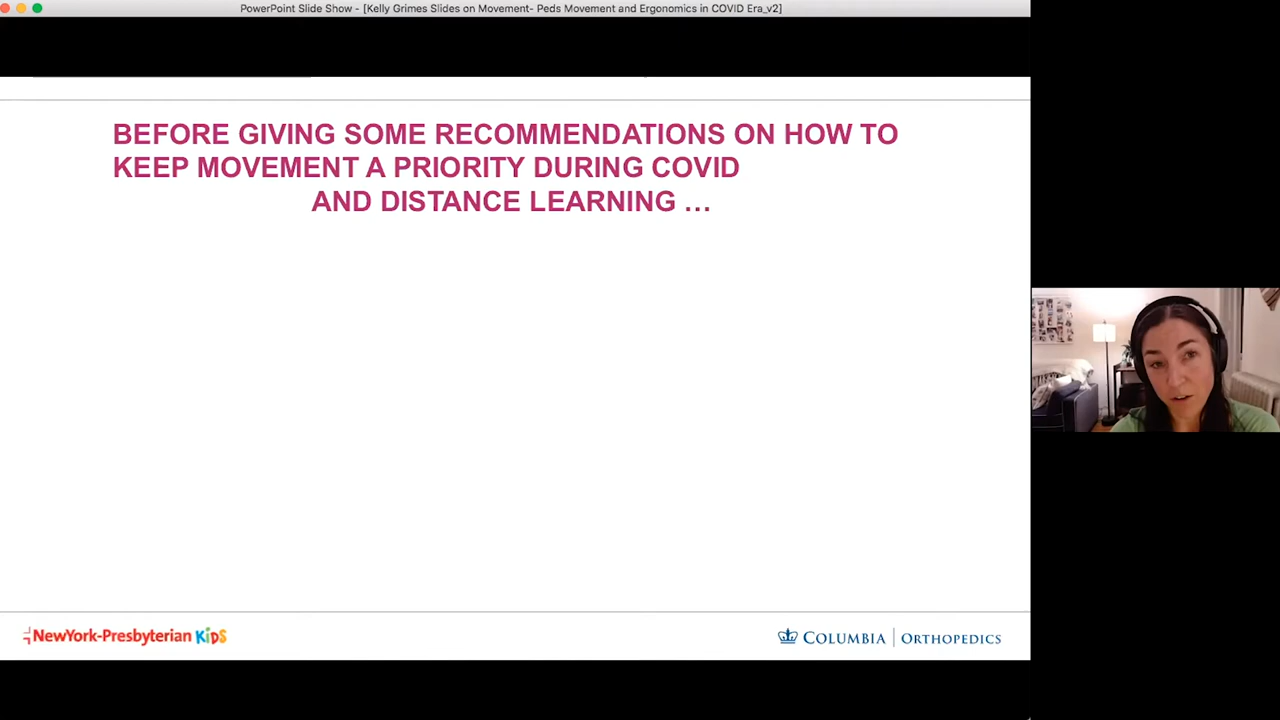 PowerPoint Slide Show - [Kelly Grimes Slides on Movement- Peds Movement and Ergonomics in COVID Era_v2]
BEFORE GIVING SOME RECOMMENDATIONS ON HOW TO
KEEP MOVEMENT A PRIORITY DURING COVID
AND DISTANCE LEARNING …
NewYork-Presbyterian KiDS
COLUMBIA | ORTHOPEDICS